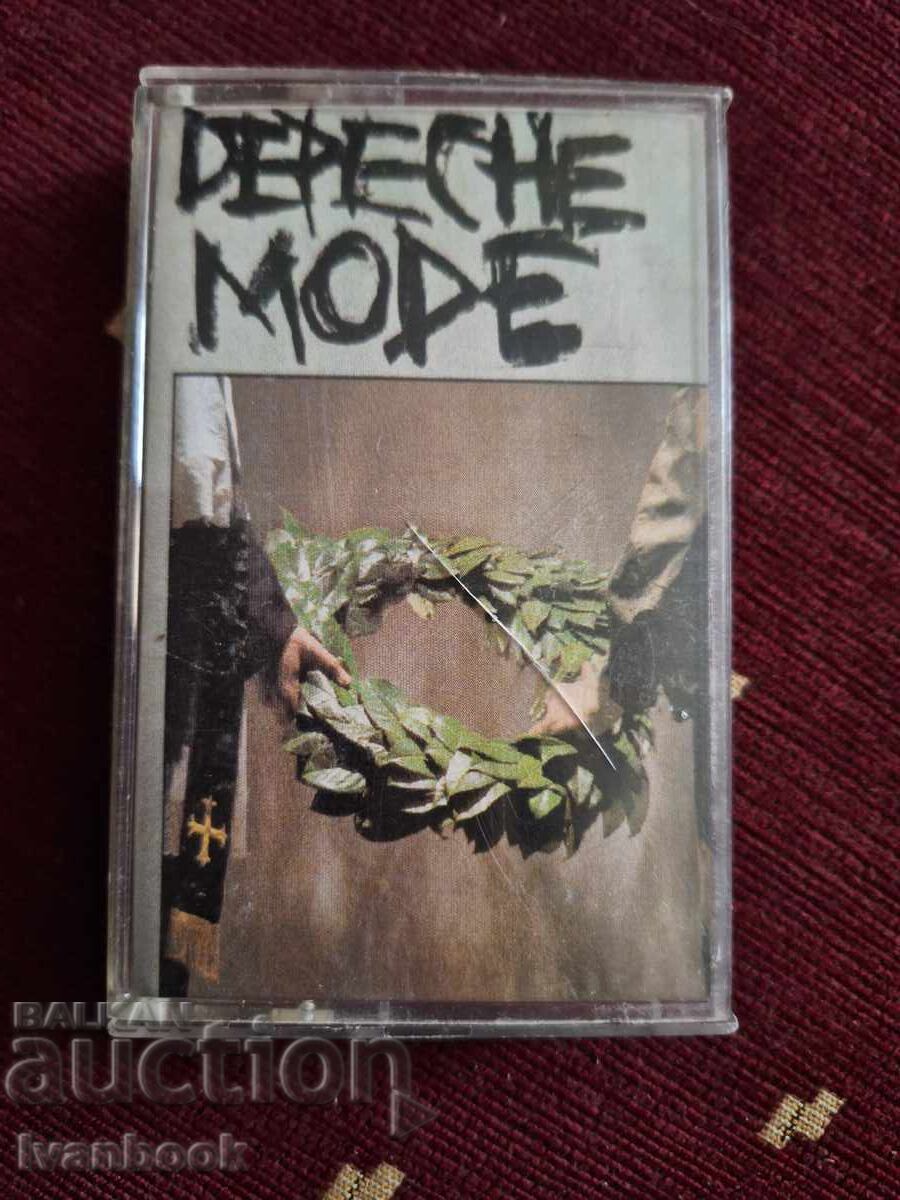 DEPECHE
MODE
BALKAN
auction
Ivanbook